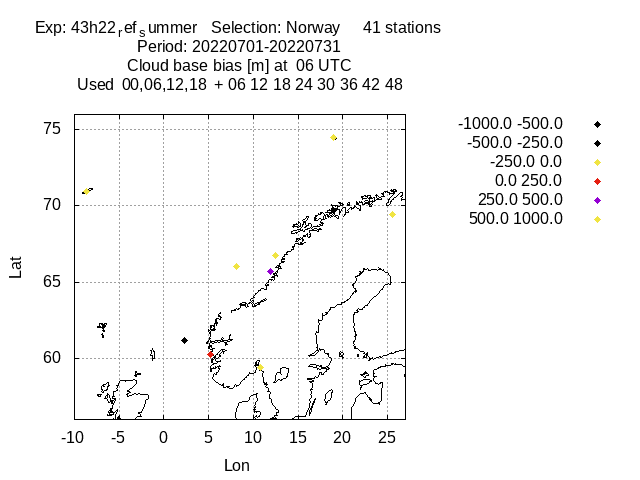 Exp: 43h22refsummer   Selection: Norway     41 stations
Period: 20220701-20220731
Cloud base bias [m] at  06 UTC
Used  00,06,12,18  + 06 12 18 24 30 36 42 48
-1000.0 -500.0
-500.0 -250.0
-250.0 0.0
0.0 250.0
250.0 500.0
500.0 1000.0
75
70
65
60
Lat
-10 -5 0 5 10 15 20 25
Lon